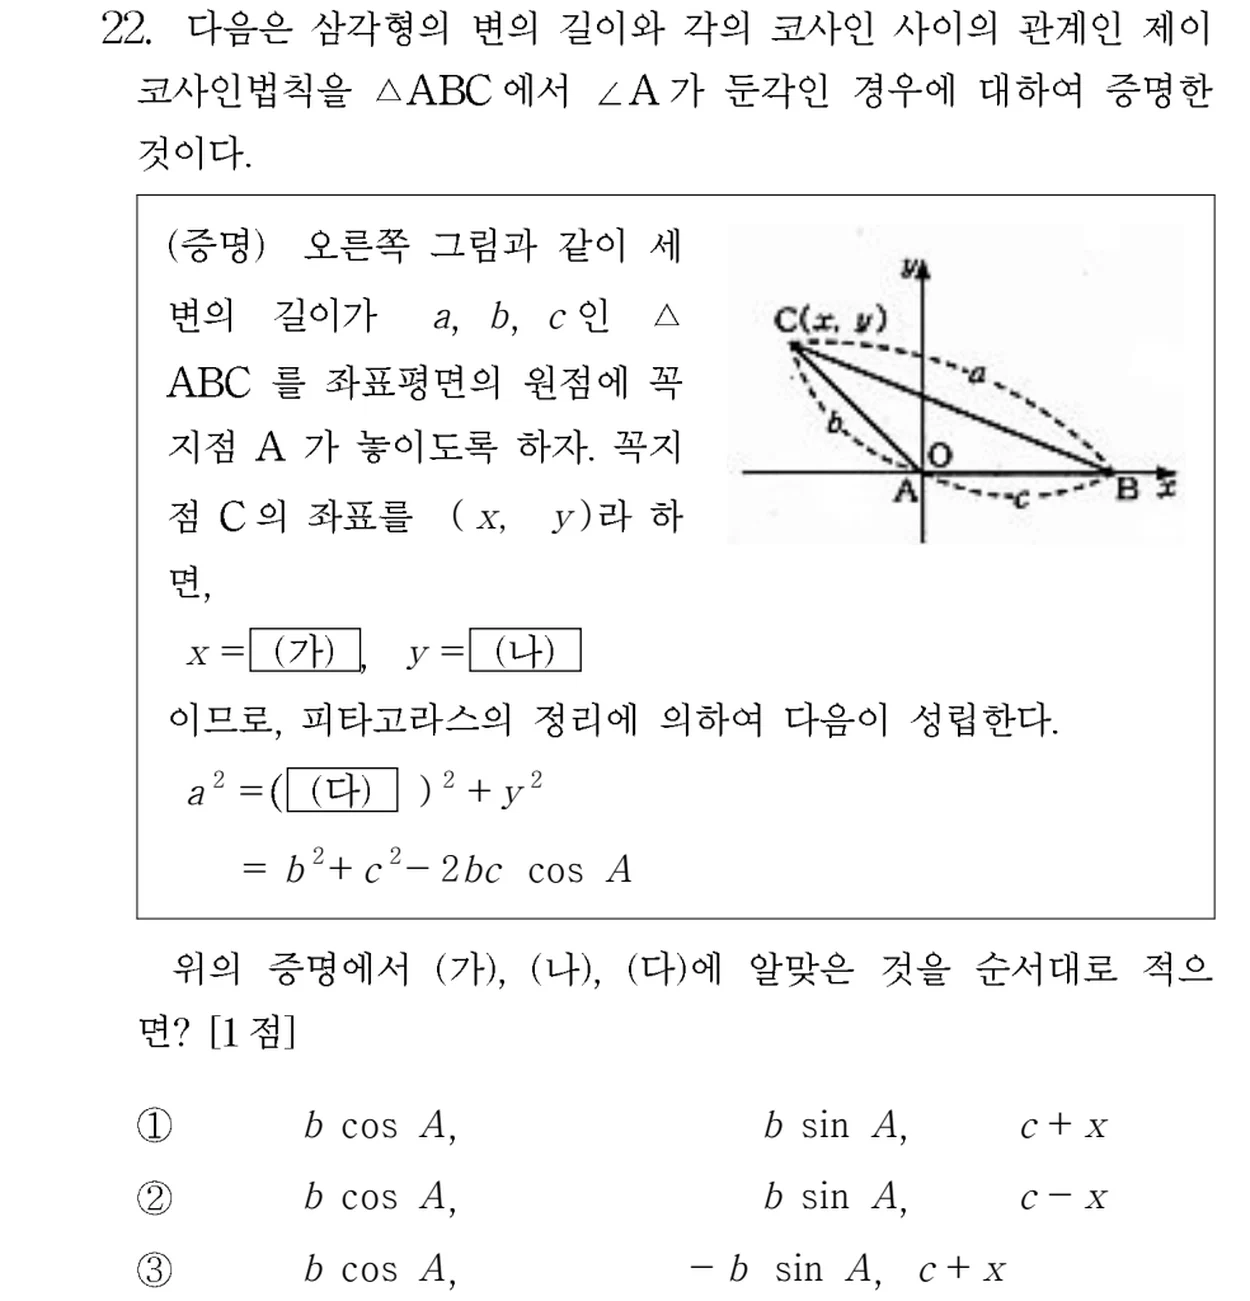 22. 다음은 삼각형의 변의 길이와 각의 코사인 사이의 관계인 제이
코사인법칙을 △ABC에서 ∠A가 둔각인 경우에 대하여 증명한
것이다.
(증명) 오른쪽 그림과 같이 세
변의 길이가 a, b, c인 △
ABC 를 좌표평면의 원점에 꼭
지점 A 가 놓이도록 하자. 꼭지
점 C의 좌표를 ( x, y)라 하
면,
y
C(x, y)
a
b
O
A
c
B
x
x = (가), y = (나)
이므로, 피타고라스의 정리에 의하여 다음이 성립한다.
a² =( (다) )² + y²
= b²+ c²− 2bc cos A
위의 증명에서 (가), (나), (다)에 알맞은 것을 순서대로 적으
면? [1점]
① b cos A, b sin A, c + x
② b cos A, b sin A, c − x
③ b cos A, − b sin A, c + x